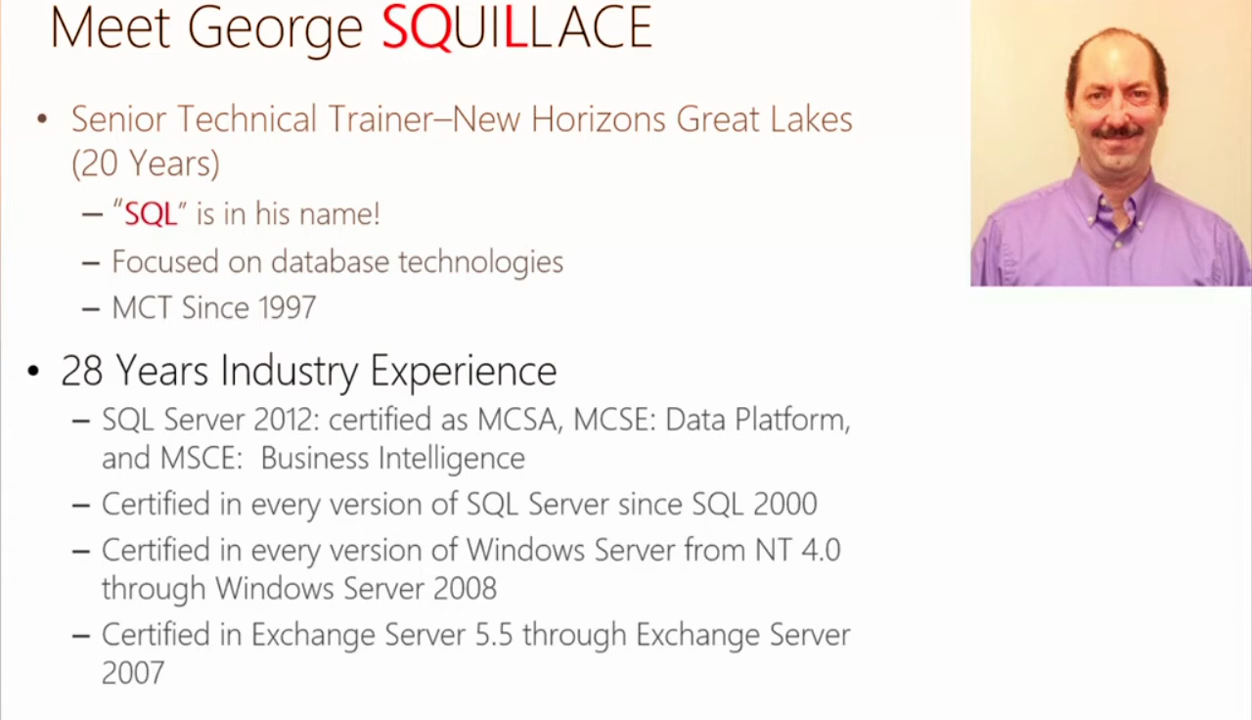 Meet George SQUILLACE
• Senior Technical Trainer–New Horizons Great Lakes
(20 Years)
– “SQL” is in his name!
– Focused on database technologies
– MCT Since 1997
• 28 Years Industry Experience
– SQL Server 2012: certified as MCSA, MCSE: Data Platform,
and MSCE:  Business Intelligence
– Certified in every version of SQL Server since SQL 2000
– Certified in every version of Windows Server from NT 4.0
through Windows Server 2008
– Certified in Exchange Server 5.5 through Exchange Server
2007